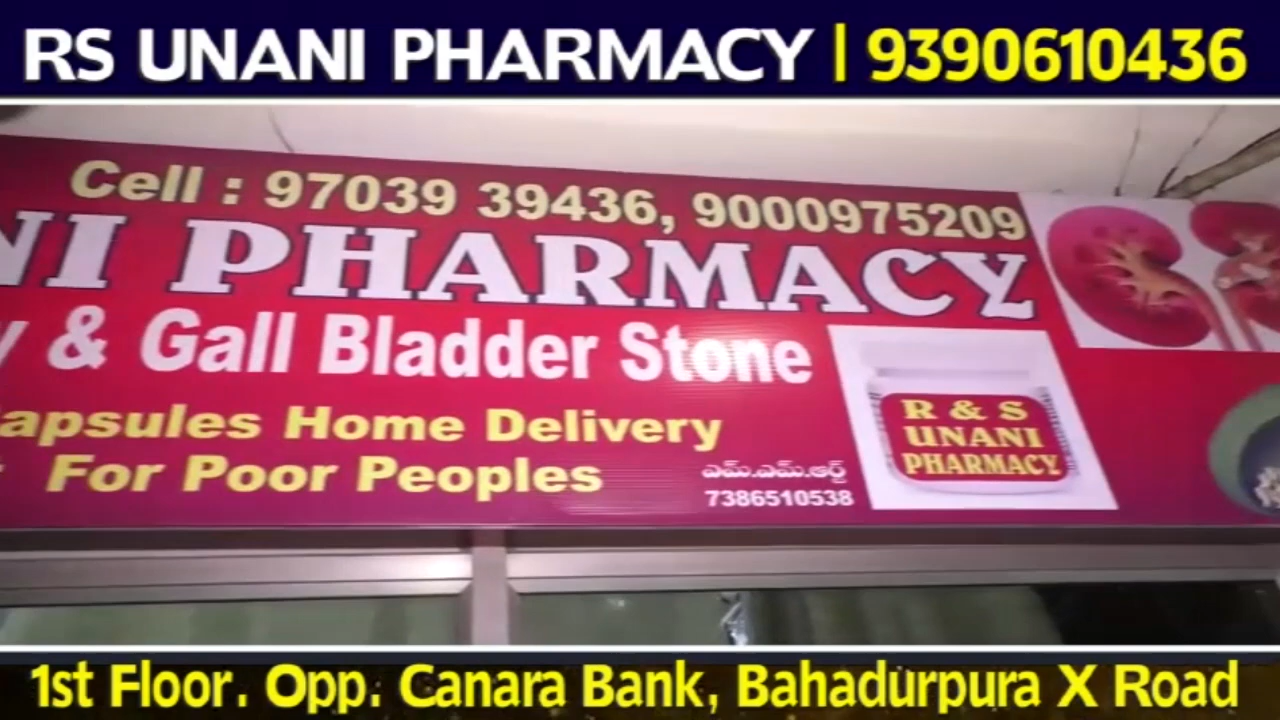 RS UNANI PHARMACY | 9390610436
Cell : 97039 39436, 9000975209
NI PHARMACY
& Gall Bladder Stone
apsules Home Delivery
For Poor Peoples
ఎమ్.ఎమ్.ఆర్ట్
7386510538
R & S
UNANI
PHARMACY
1st Floor. Opp. Canara Bank, Bahadurpura X Road